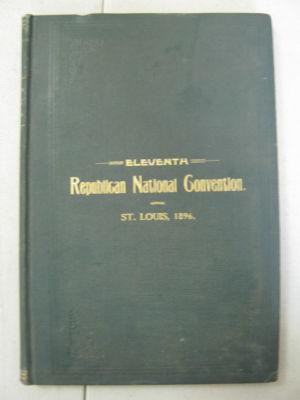 ELEVENTH
Republican National Convention.
ST. LOUIS, 1896.